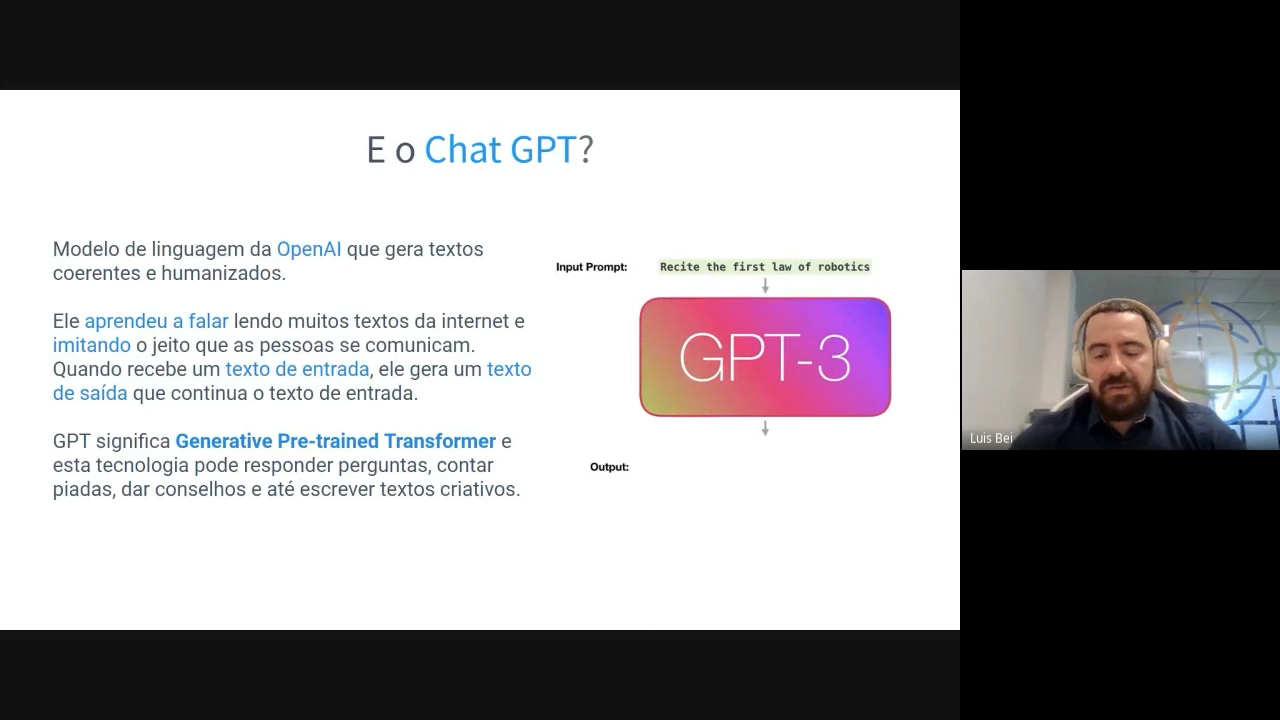 E o Chat GPT?
Modelo de linguagem da OpenAI que gera textos
coerentes e humanizados.
Ele aprendeu a falar lendo muitos textos da internet e
imitando o jeito que as pessoas se comunicam.
Quando recebe um texto de entrada, ele gera um texto
de saída que continua o texto de entrada.
GPT significa Generative Pre-trained Transformer e
esta tecnologia pode responder perguntas, contar
piadas, dar conselhos e até escrever textos criativos.
Input Prompt: Recite the first law of robotics
GPT-3
Output:
Luis Bei